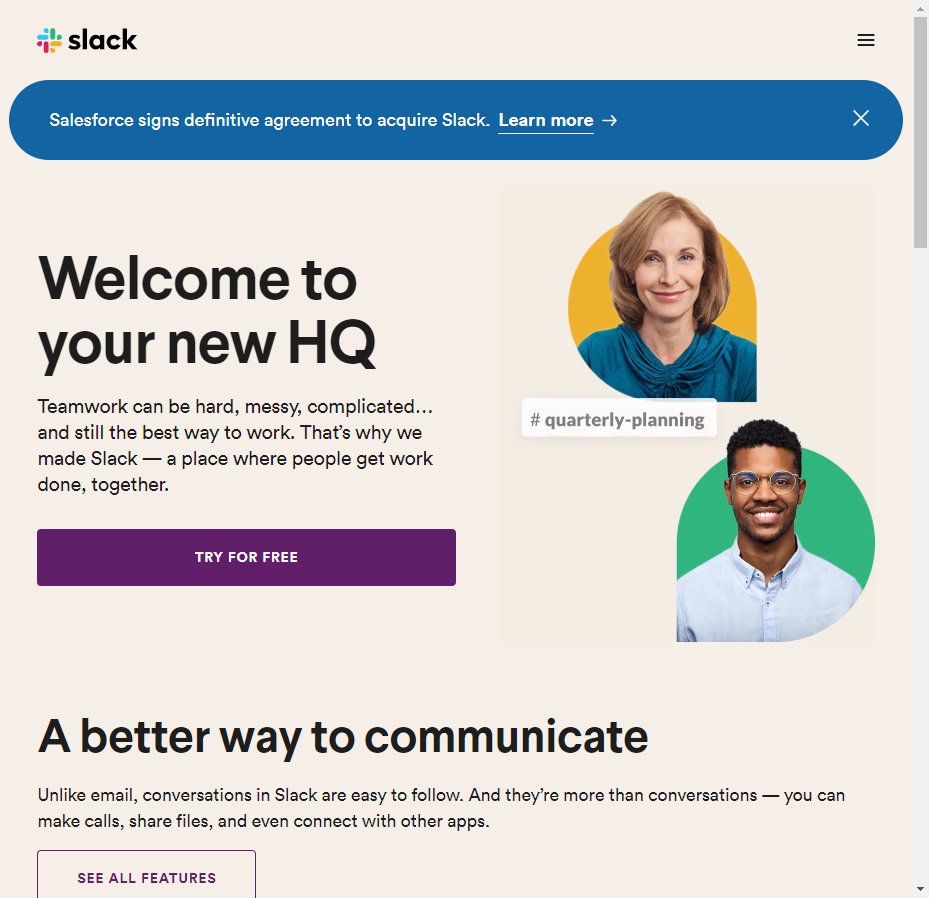 slack
Salesforce signs definitive agreement to acquire Slack. Learn more →
Welcome to
your new HQ
Teamwork can be hard, messy, complicated…
and still the best way to work. That’s why we
made Slack — a place where people get work
done, together.
TRY FOR FREE
# quarterly-planning
A better way to communicate
Unlike email, conversations in Slack are easy to follow. And they’re more than conversations — you can
make calls, share files, and even connect with other apps.
SEE ALL FEATURES